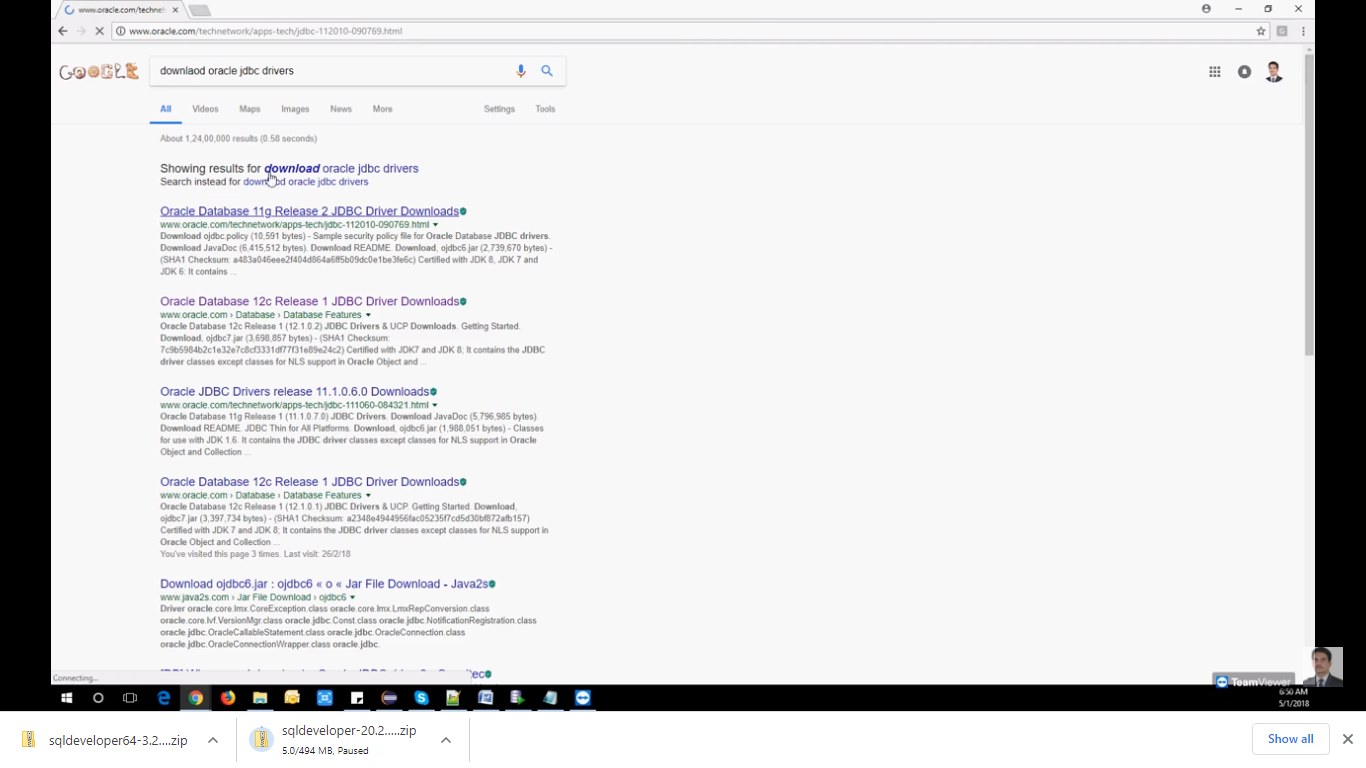 www.oracle.com/techne
www.oracle.com/technetwork/apps-tech/jdbc-112010-090769.html
GOOGLE
downlaod oracle jdbc drivers
All Videos Maps Images News More Settings Tools
About 1,24,00,000 results (0.58 seconds)
Showing results for download oracle jdbc drivers
Search instead for oracle jdbc drivers
Oracle Database 11g Release 2 JDBC Driver Downloads
www.oracle.com/technetwork/apps-tech/jdbc-112010-090769.html
Download ojdbc.policy (10,591 bytes) - Sample security policy file for Oracle Database JDBC drivers.
Download JavaDoc (6,415,512 bytes). Download README. Download, ojdbc6.jar (2,739,670 bytes) -
(SHA1 Checksum: a483a046eee2f404d864a6ff5b09dc0e1be3fe6c) Certified with JDK 8, JDK 7 and
JDK 6: It contains ...
Oracle Database 12c Release 1 JDBC Driver Downloads
www.oracle.com › Database › Database Features
Oracle Database 12c Release 1 (12.1.0.2) JDBC Drivers & UCP Downloads. Getting Started.
Download, ojdbc7.jar (3,698,857 bytes) - (SHA1 Checksum:
7c9b5984b2c1e32e7c8cf3331df77f31e89e24c2) Certified with JDK7 and JDK 8; It contains the JDBC
driver classes except classes for NLS support in Oracle Object and ...
Oracle JDBC Drivers release 11.1.0.6.0 Downloads
www.oracle.com/technetwork/apps-tech/jdbc-111060-084321.html
Oracle Database 11g Release 1 (11.1.0.7.0) JDBC Drivers. Download JavaDoc (5,796,985 bytes).
Download README. JDBC Thin for All Platforms. Download, ojdbc6.jar (1,988,051 bytes) - Classes
for use with JDK 1.6. It contains the JDBC driver classes except classes for NLS support in Oracle
Object and Collection ...
Oracle Database 12c Release 1 JDBC Driver Downloads
www.oracle.com › Database › Database Features
Oracle Database 12c Release 1 (12.1.0.1) JDBC Drivers & UCP. Getting Started. Download,
ojdbc7.jar (3,397,734 bytes) - (SHA1 Checksum: a2348e4944956fac05235f7cd5d30bf872afb157)
Certified with JDK 7 and JDK 8; It contains the JDBC driver classes except classes for NLS support in
Oracle Object and Collection ...
You've visited this page 3 times. Last visit: 26/2/18
Download ojdbc6.jar : ojdbc6 « o « Jar File Download - Java2s
www.java2s.com › Jar File Download › ojdbc6
Driver oracle.core.lmx.CoreException.class oracle.core.lmx.LmxRepConversion.class
oracle.core.lvf.VersionMgr.class oracle.jdbc.Const.class oracle.jdbc.NotificationRegistration.class
oracle.jdbc.OracleCallableStatement.class oracle.jdbc.OracleConnection.class
oracle.jdbc.OracleConnectionWrapper.class oracle.jdbc.
Connecting...
TeamViewer
6:50 AM
5/1/2018
sqldeveloper64-3.2....zip
sqldeveloper-20.2.....zip
5.0/494 MB, Paused
Show all